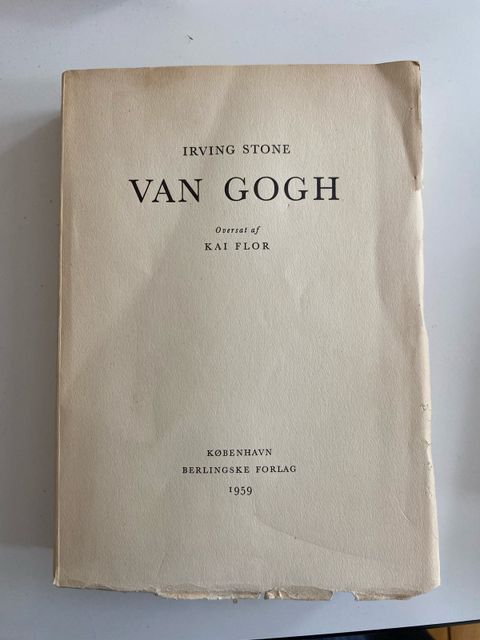 IRVING STONE
VAN GOGH
Oversat af
KAI FLOR
KØBENHAVN
BERLINGSKE FORLAG
1959